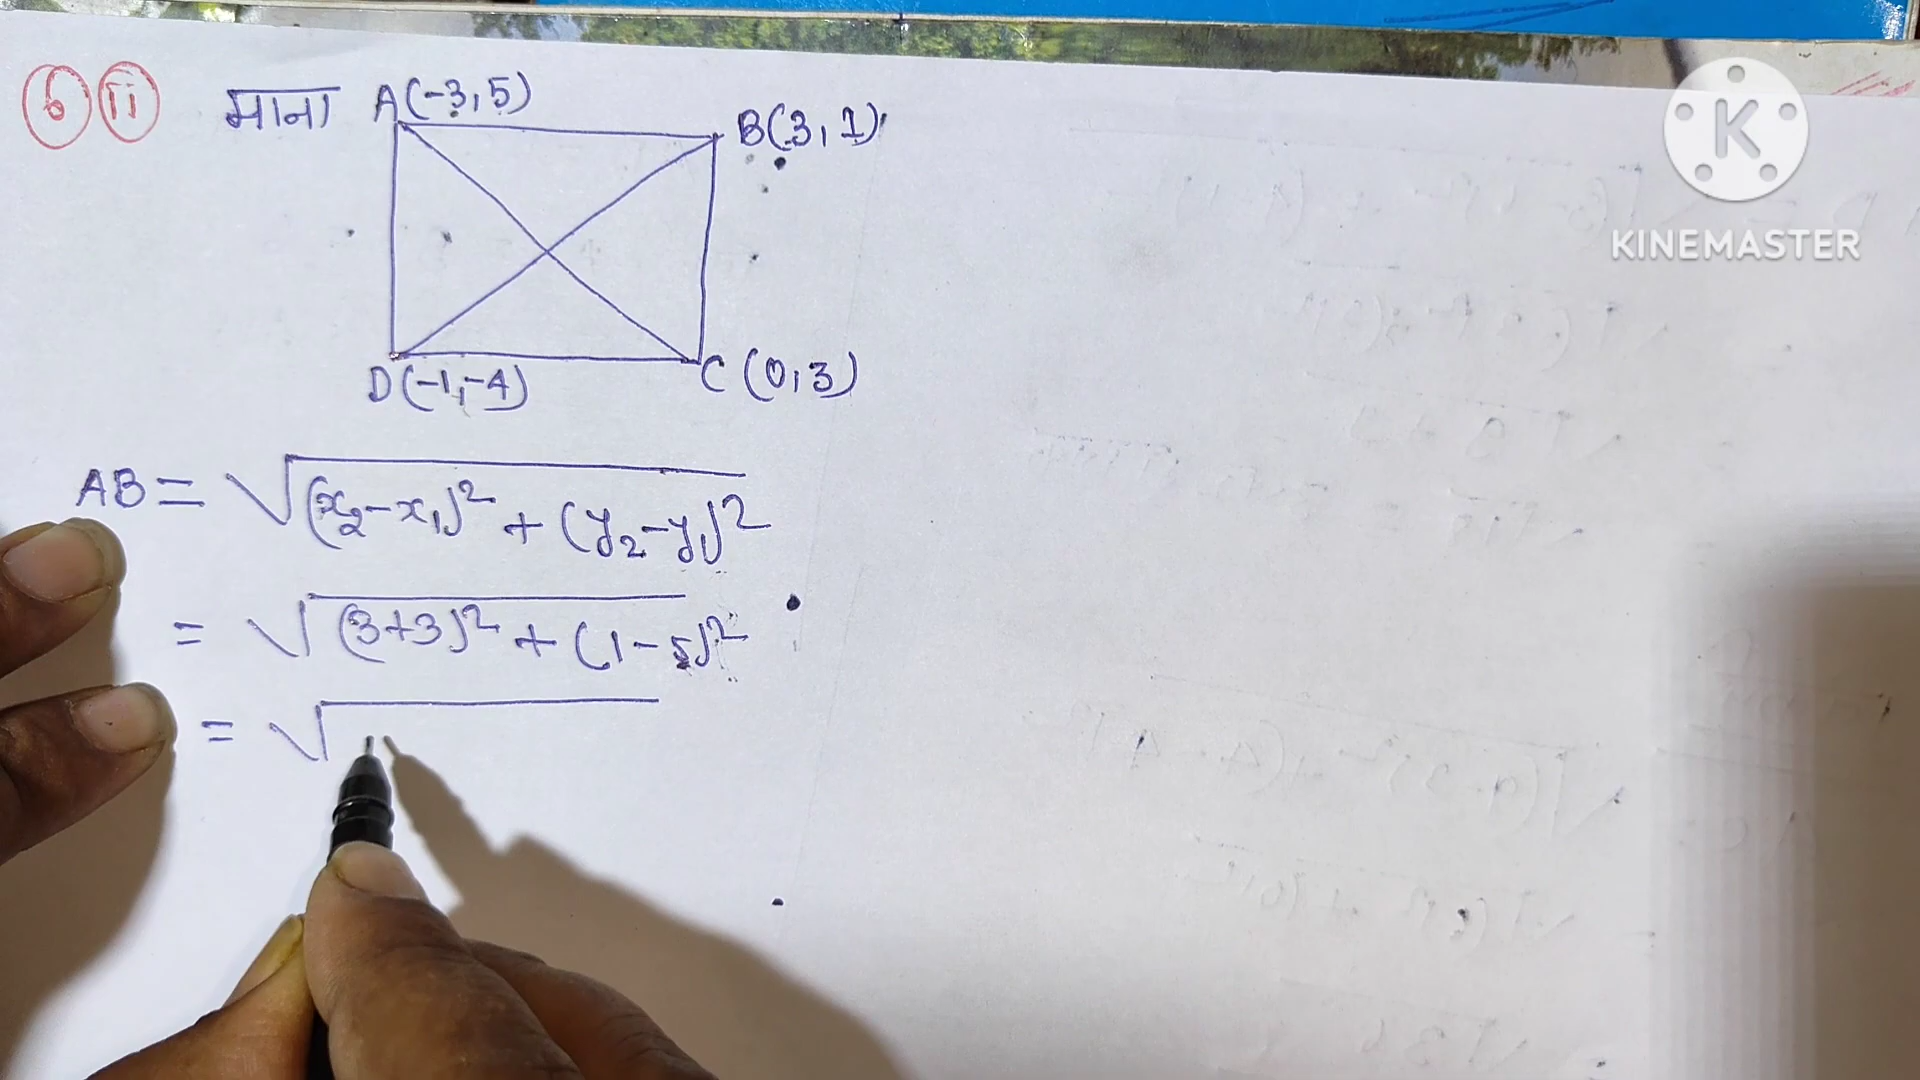 6 ii माना A(-3, 5) B(3, 1)
D(-1, -4) C(0, 3)
AB = √(x₂-x₁)² + (y₂-y₁)²
= √(3+3)² + (1-5)²
= √
K
KINEMASTER